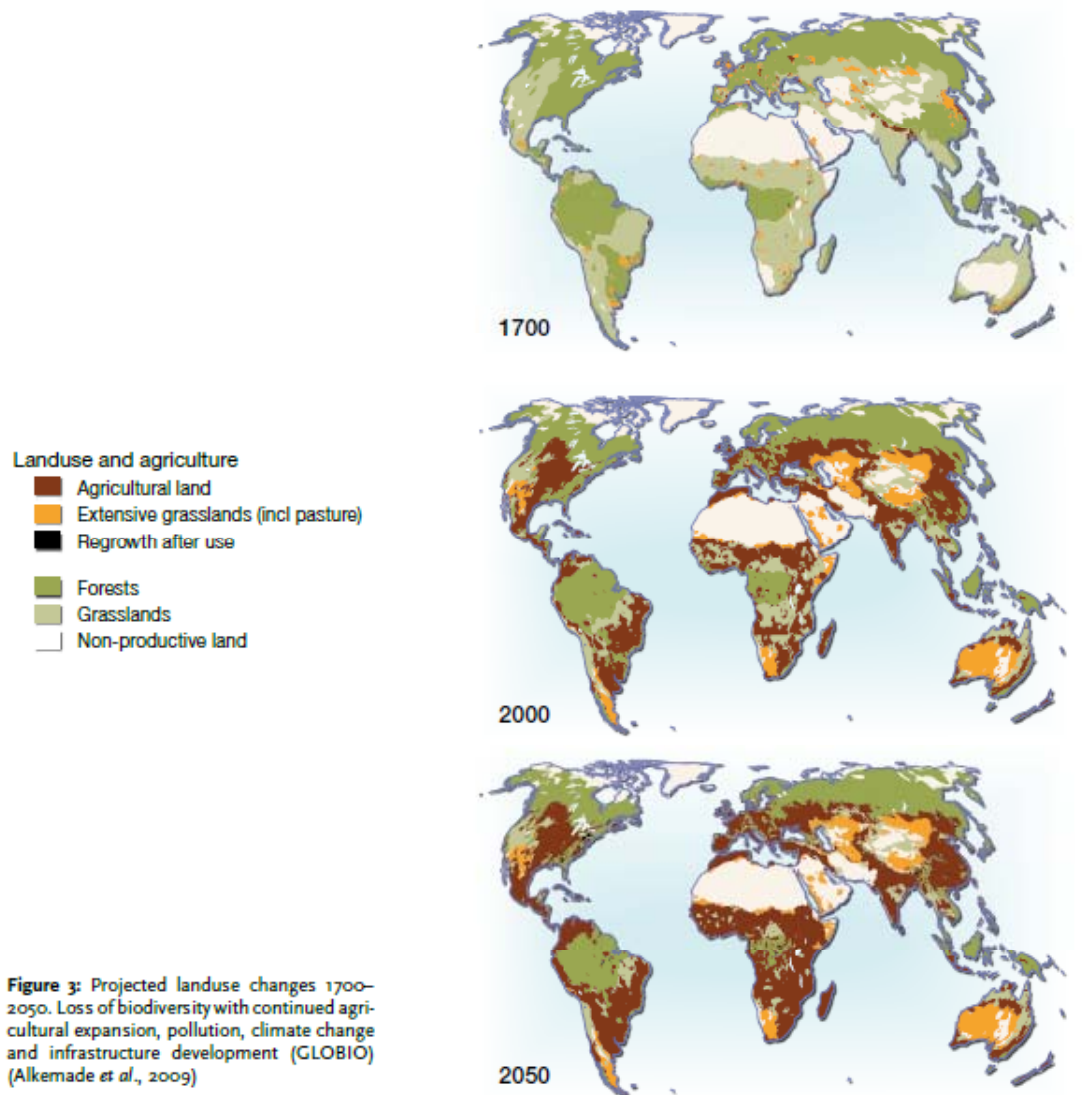 1700
Landuse and agriculture
Agricultural land
Extensive grasslands (incl pasture)
Regrowth after use
Forests
Grasslands
Non-productive land
2000
Figure 3: Projected landuse changes 1700–
2050. Loss of biodiversity with continued agri-
cultural expansion, pollution, climate change
and infrastructure development (GLOBIO)
(Alkemade et al., 2009)
2050